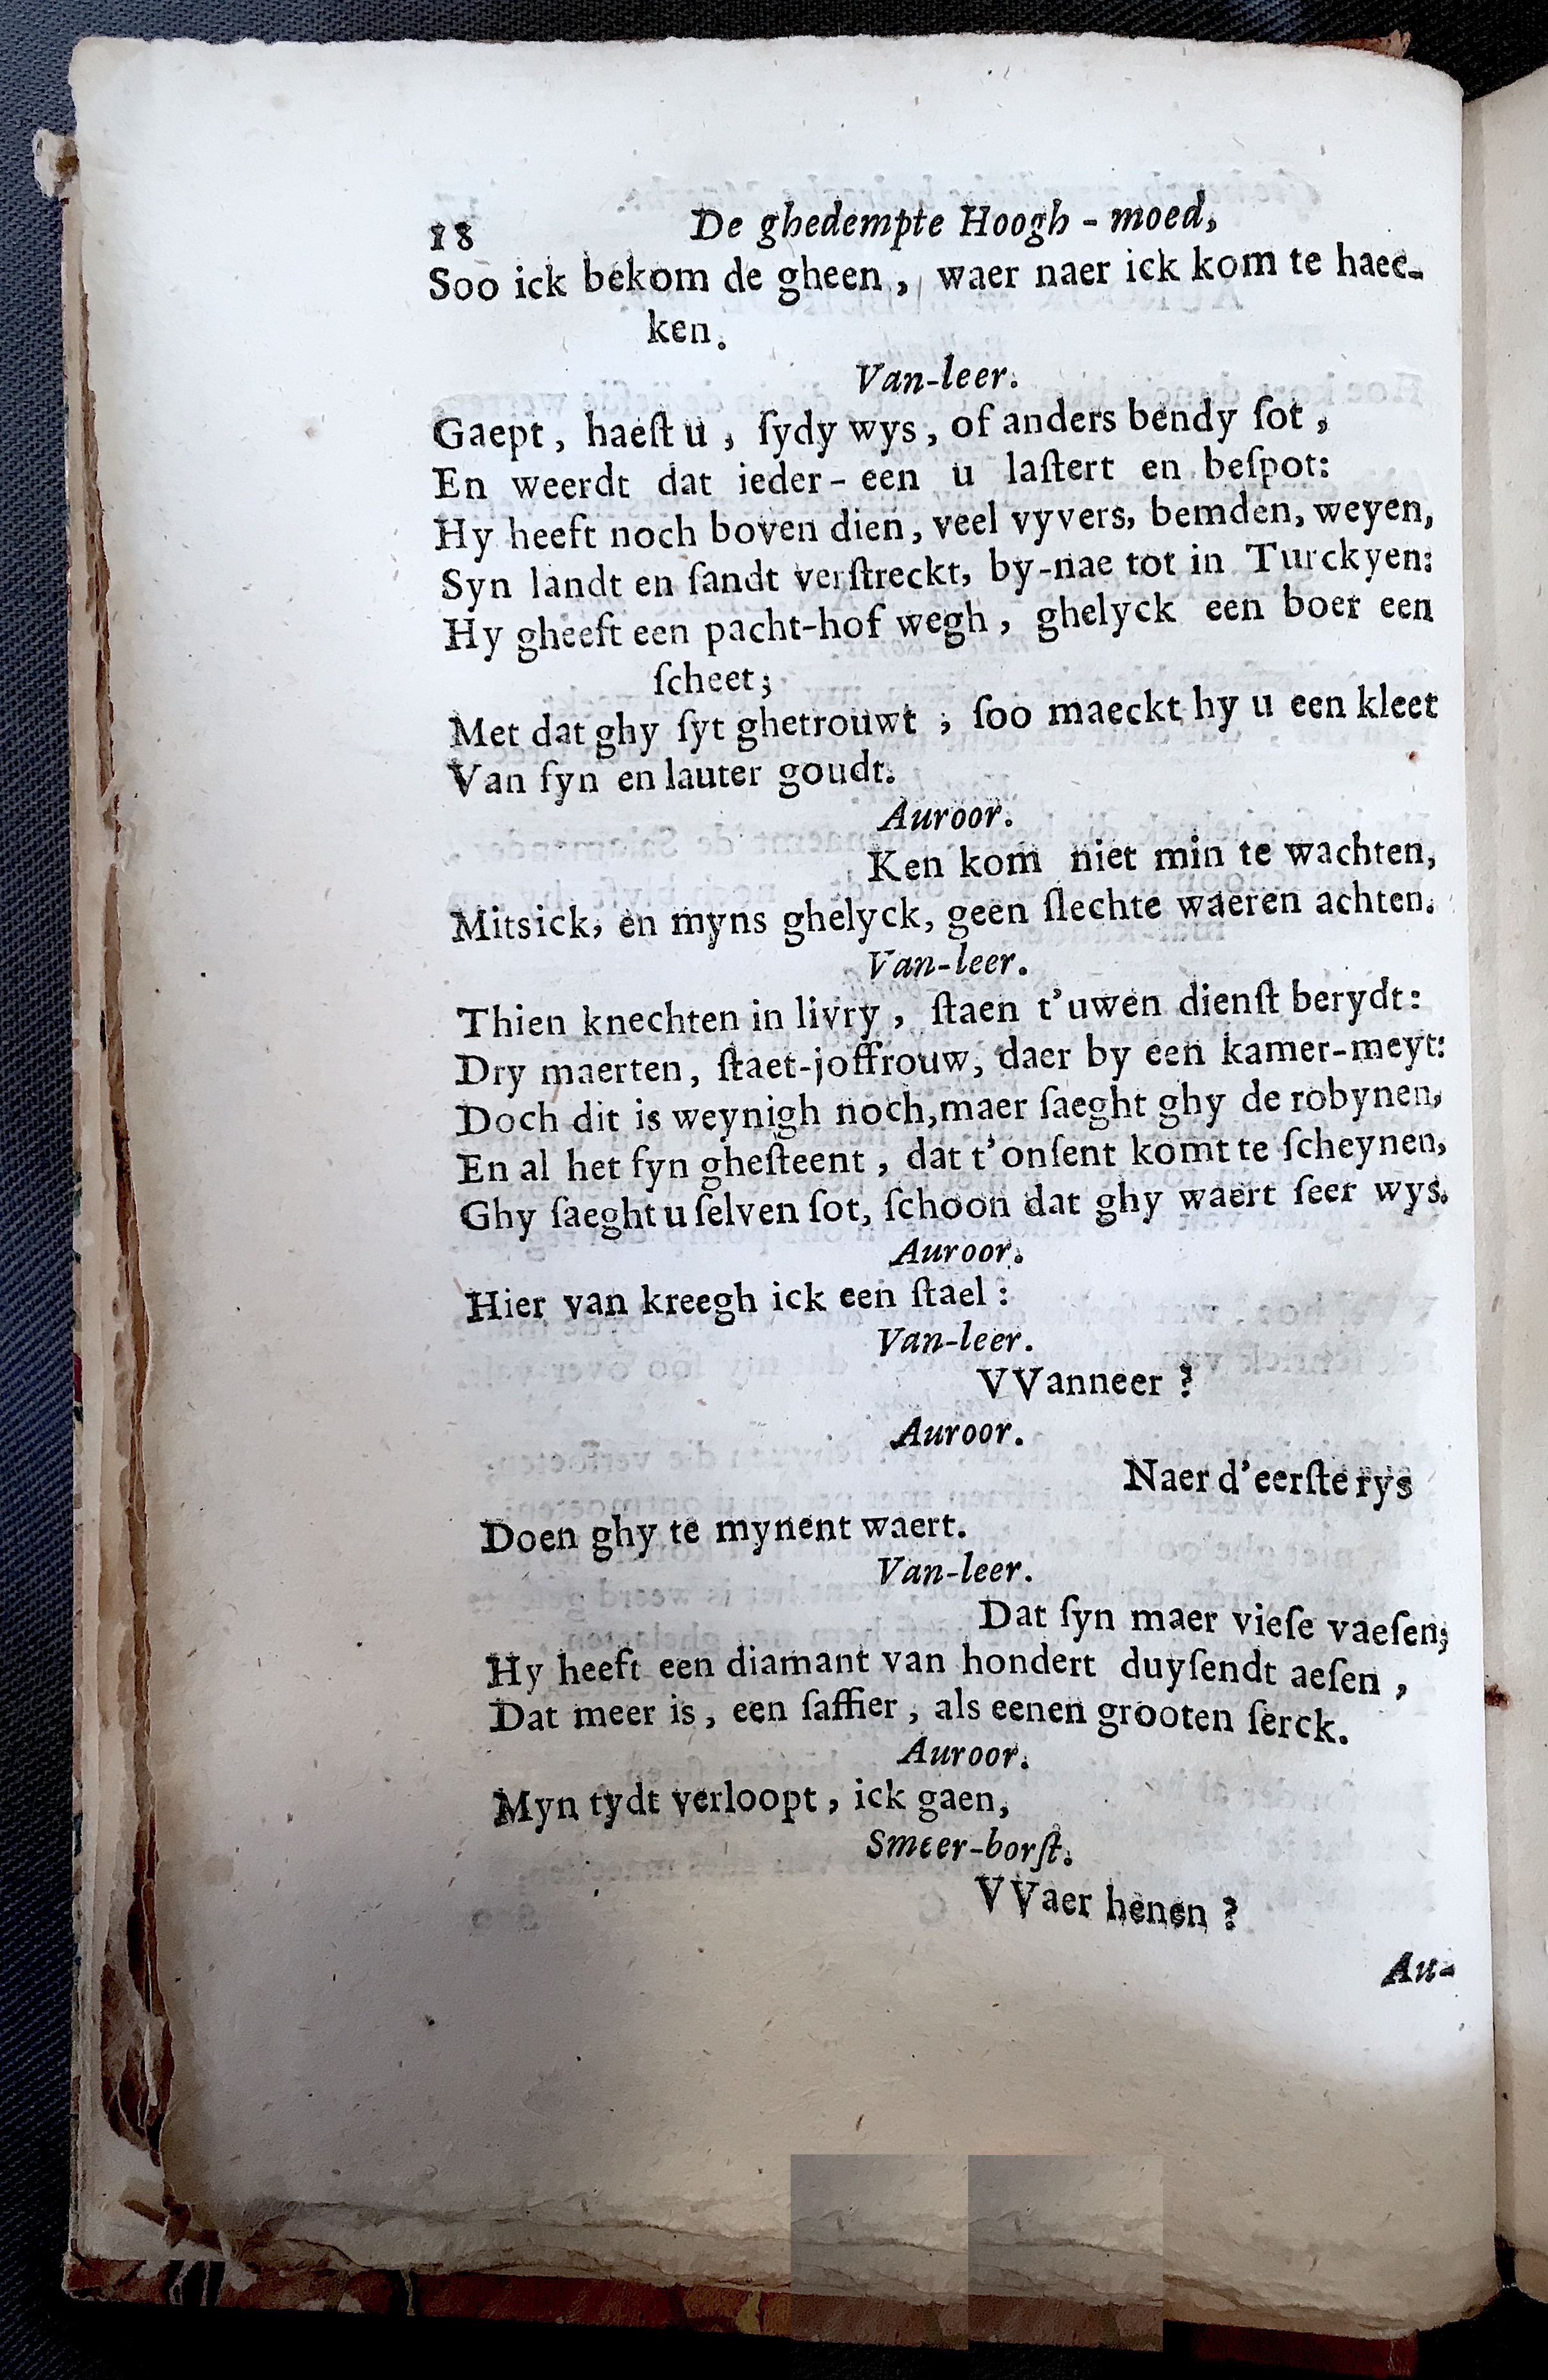 18 De ghedempte Hoogh-moed,
Soo ick bekom de gheen, waer naer ick kom te haec-
ken.
Van-leer.
Gaept, haeſt u, ſydy wys, of anders bendy ſot,
En weerdt dat ieder-een u laſtert en beſpot:
Hy heeft noch boven dien, veel vyvers, bemden, weyen,
Syn landt en ſandt verſtreckt, by-nae tot in Turckyen:
Hy gheeft een pacht-hof wegh, ghelyck een boer een
ſcheet;
Met dat ghy ſyt ghetrouwt, ſoo maeckt hy u een kleet
Van fyn en lauter goudt.
Auroor.
Ken kom niet min te wachten,
Mitsick, en myns ghelyck, geen ſlechte waeren achten.
Van-leer.
Thien knechten in livry, ſtaen t'uwen dienſt berydt:
Dry maerten, ſtaet-joffrouw, daer by een kamer-meyt:
Doch dit is weynigh noch, maer ſaeght ghy de robynen,
En al het fyn gheſteent, dat t'onſent komt te ſcheynen,
Ghy ſaeght u ſelven ſot, ſchoon dat ghy waert ſeer wys.
Auroor.
Hier van kreegh ick een ſtael:
Van-leer.
VVanneer?
Auroor.
Naer d'eerſte rys
Doen ghy te mynent waert.
Van-leer.
Dat ſyn maer vieſe vaeſen;
Hy heeft een diamant van hondert duyſendt aeſen,
Dat meer is, een ſaffier, als eenen grooten ſerck.
Auroor.
Myn tydt verloopt, ick gaen,
Smeer-borſt.
VVaer henen?
Au-